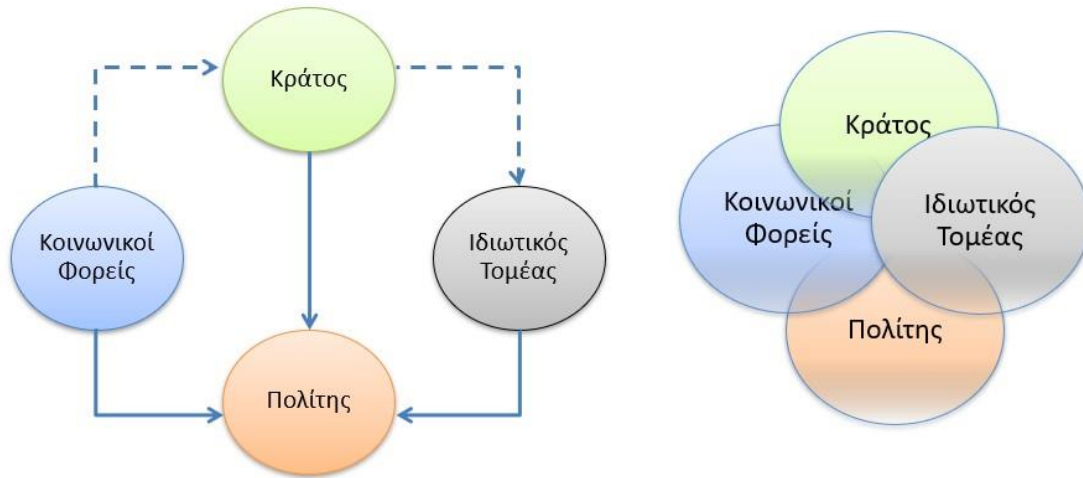 Κράτος
Κοινωνικοί
Φορείς
Ιδιωτικός
Τομέας
Πολίτης
Κράτος
Κοινωνικοί
Φορείς
Ιδιωτικός
Τομέας
Πολίτης